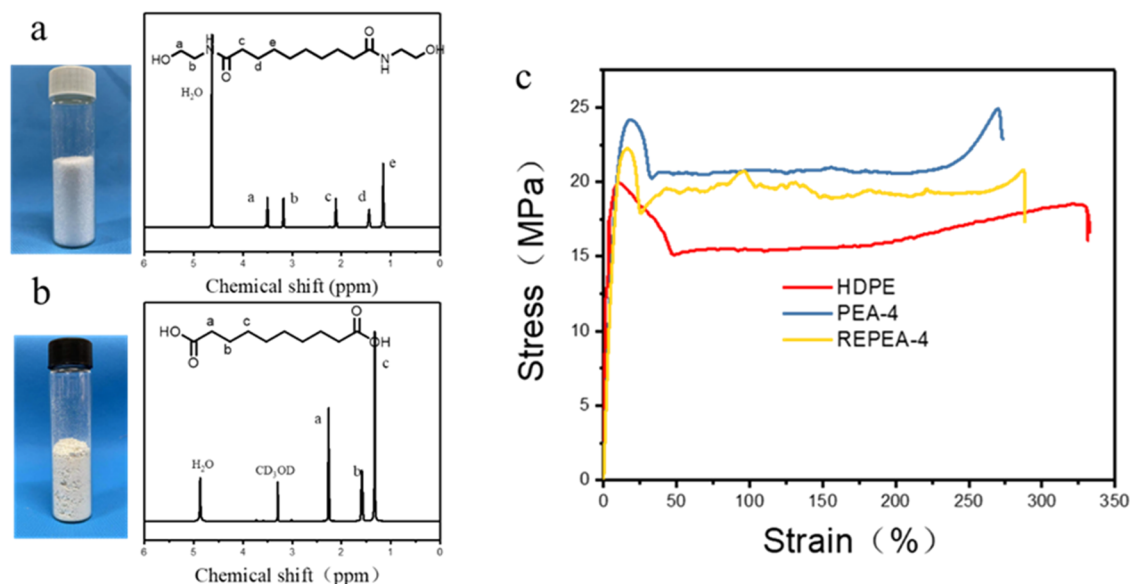 a
O
a
H
N
c
e
OH
HO
b
O
d
N
H
H₂O
a
b
c
d
e
6
5
4
3
2
1
0
Chemical shift (ppm)
b
HO
a
c
O
O
b
OH
c
a
H₂O
CD₃OD
b
6
5
4
3
2
1
0
Chemical shift（ppm）
c
25
20
15
10
5
0
Stress（MPa）
HDPE
PEA-4
REPEA-4
0
50
100
150
200
250
300
350
Strain（%）